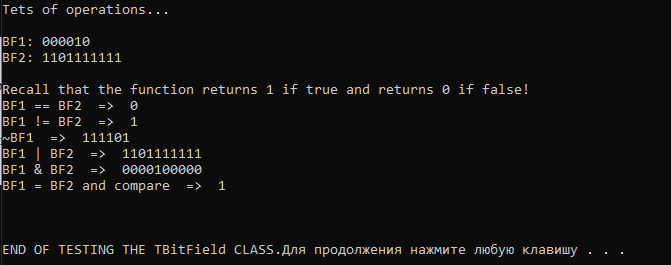 Tets of operations...
BF1: 000010
BF2: 1101111111
Recall that the function returns 1 if true and returns 0 if false!
BF1 == BF2  =>  0
BF1 != BF2  =>  1
~BF1  =>  111101
BF1 | BF2  =>  1101111111
BF1 & BF2  =>  0000100000
BF1 = BF2 and compare  =>  1
END OF TESTING THE TBitField CLASS.Для продолжения нажмите любую клавишу . . .